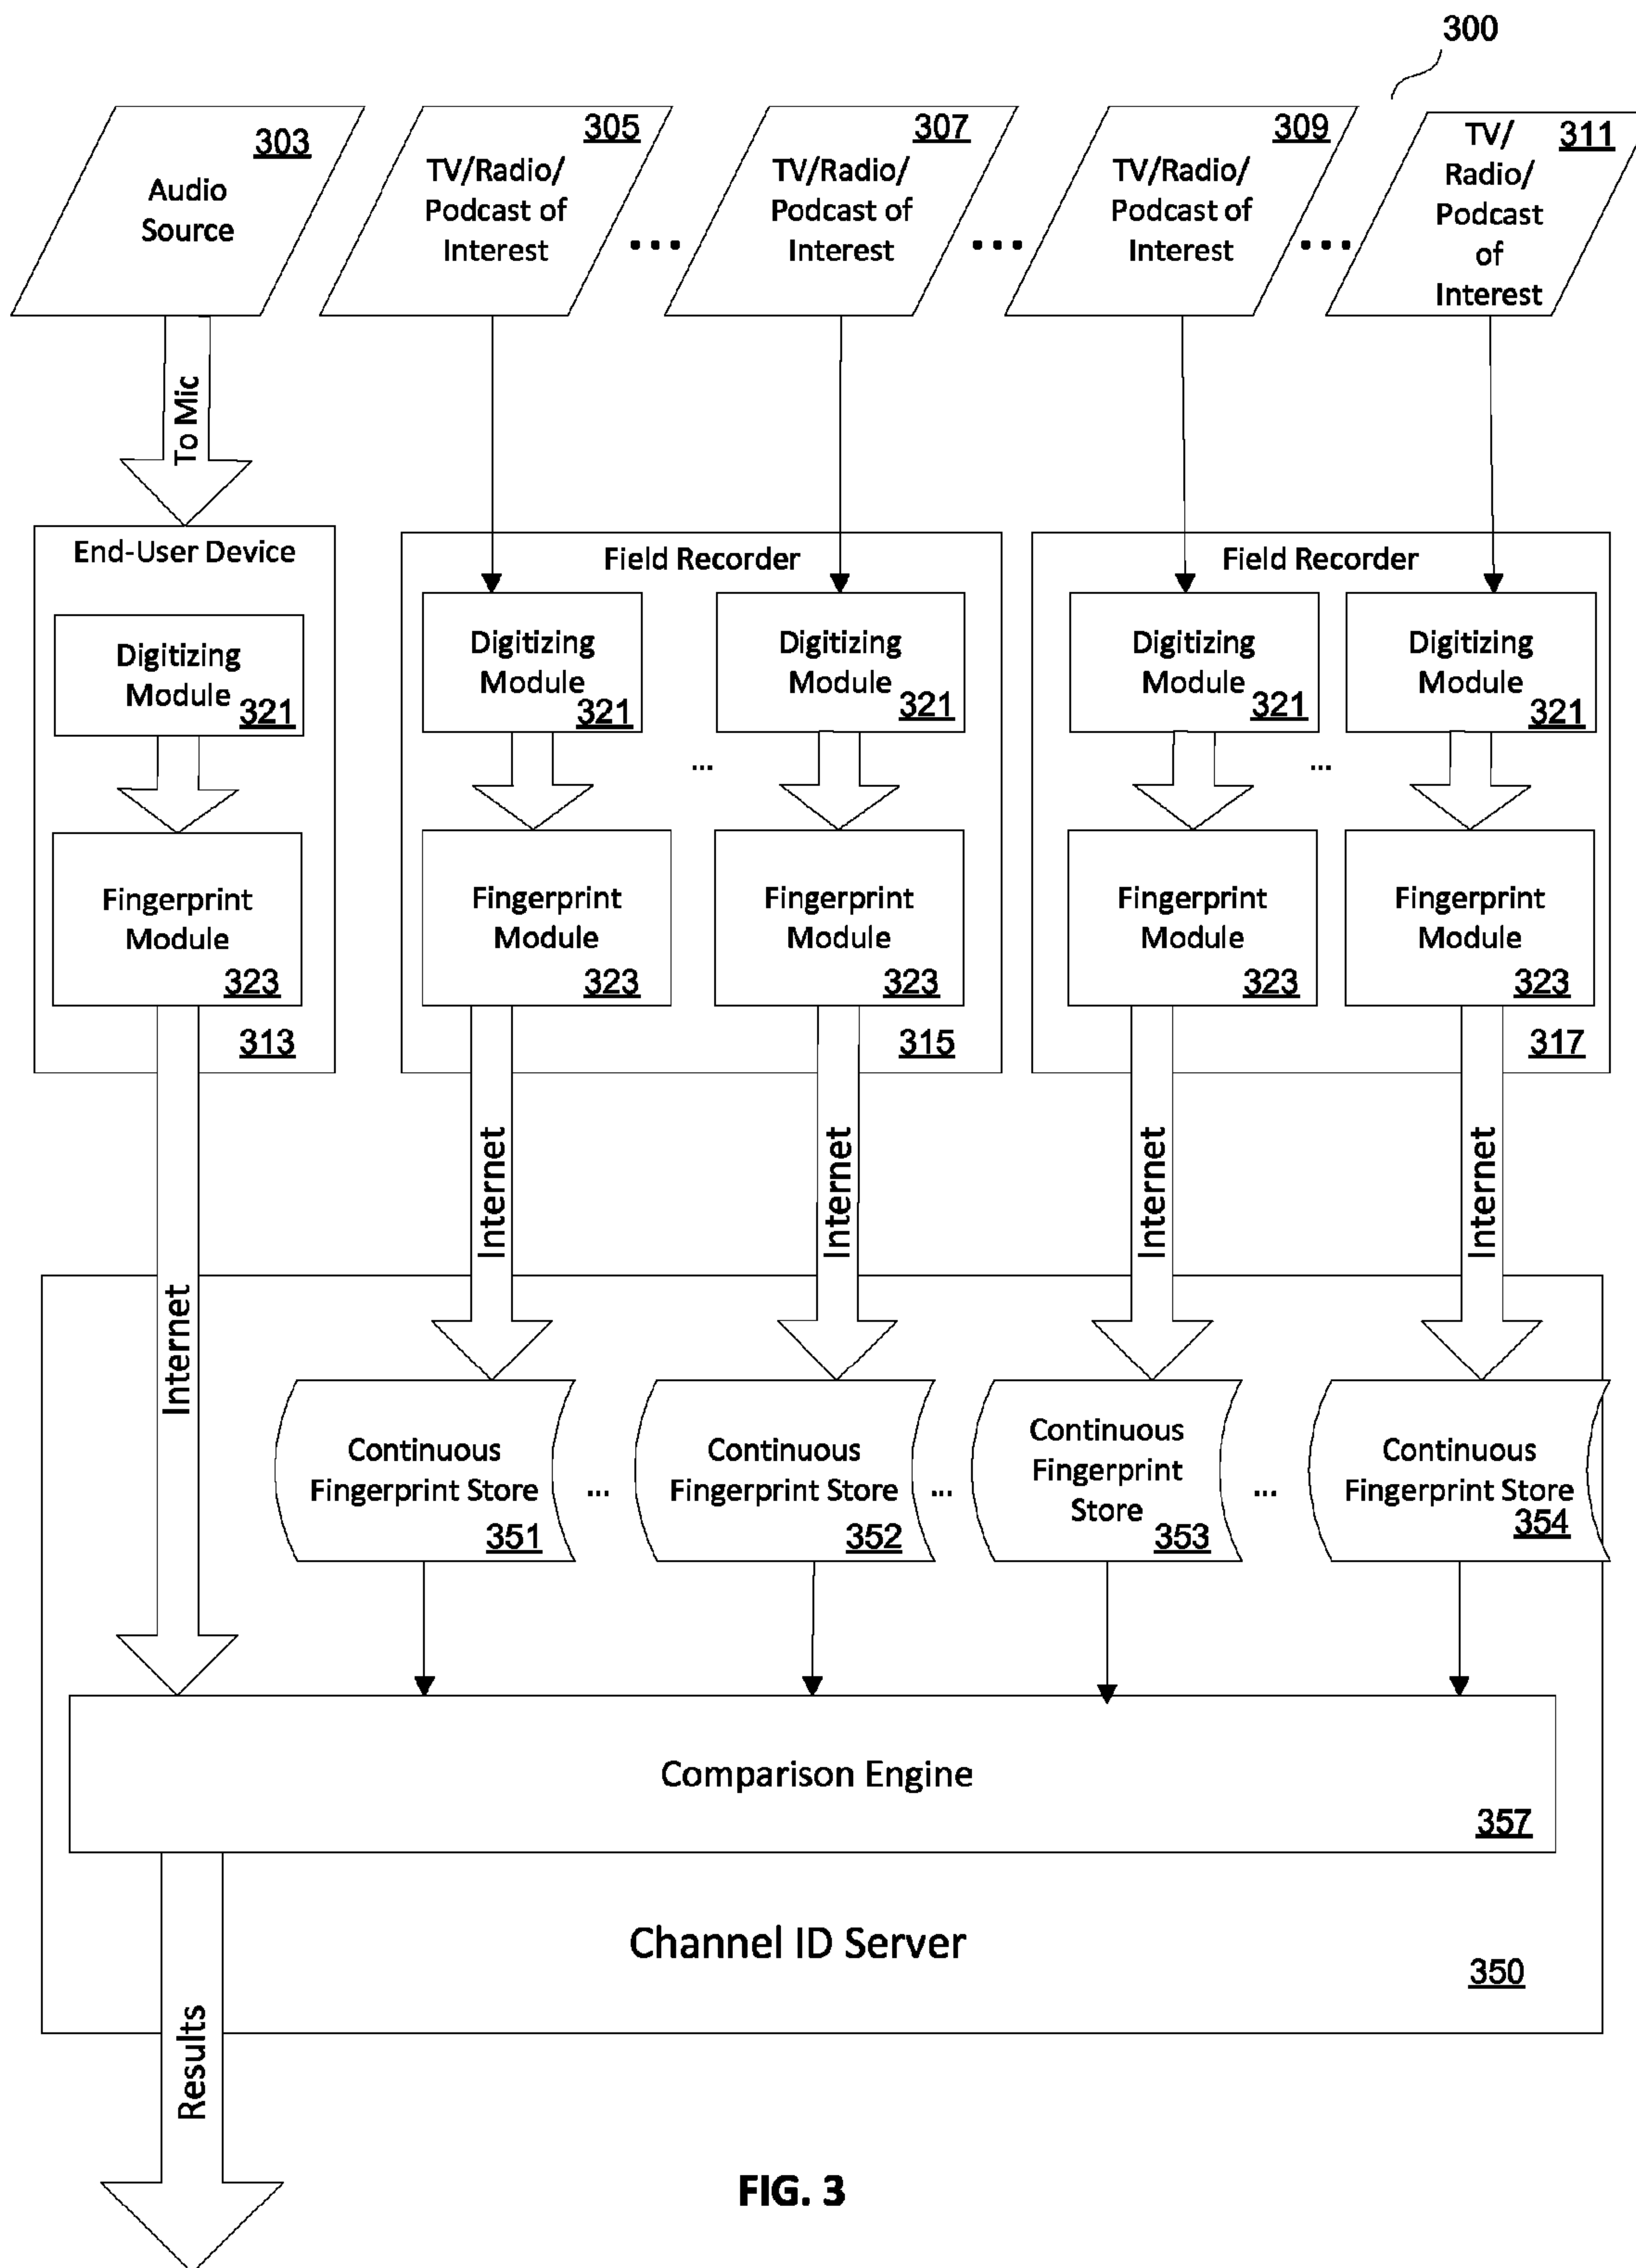 300
303
Audio
Source
305
TV/Radio/
Podcast of
Interest
...
307
TV/Radio/
Podcast of
Interest
...
309
TV/Radio/
Podcast of
Interest
...
311
TV/
Radio/
Podcast
of
Interest
To Mic
End-User Device
Digitizing
Module
321
Fingerprint
Module
323
313
Field Recorder
Digitizing
Module
321
Digitizing
Module
321
...
Fingerprint
Module
323
Fingerprint
Module
323
315
Field Recorder
Digitizing
Module
321
Digitizing
Module
321
...
Fingerprint
Module
323
Fingerprint
Module
323
317
Internet
Internet
Internet
Internet
Internet
Continuous
Fingerprint Store
351
...
Continuous
Fingerprint Store
352
...
Continuous
Fingerprint
Store
353
...
Continuous
Fingerprint Store
354
Comparison Engine
357
Channel ID Server
350
Results
FIG. 3